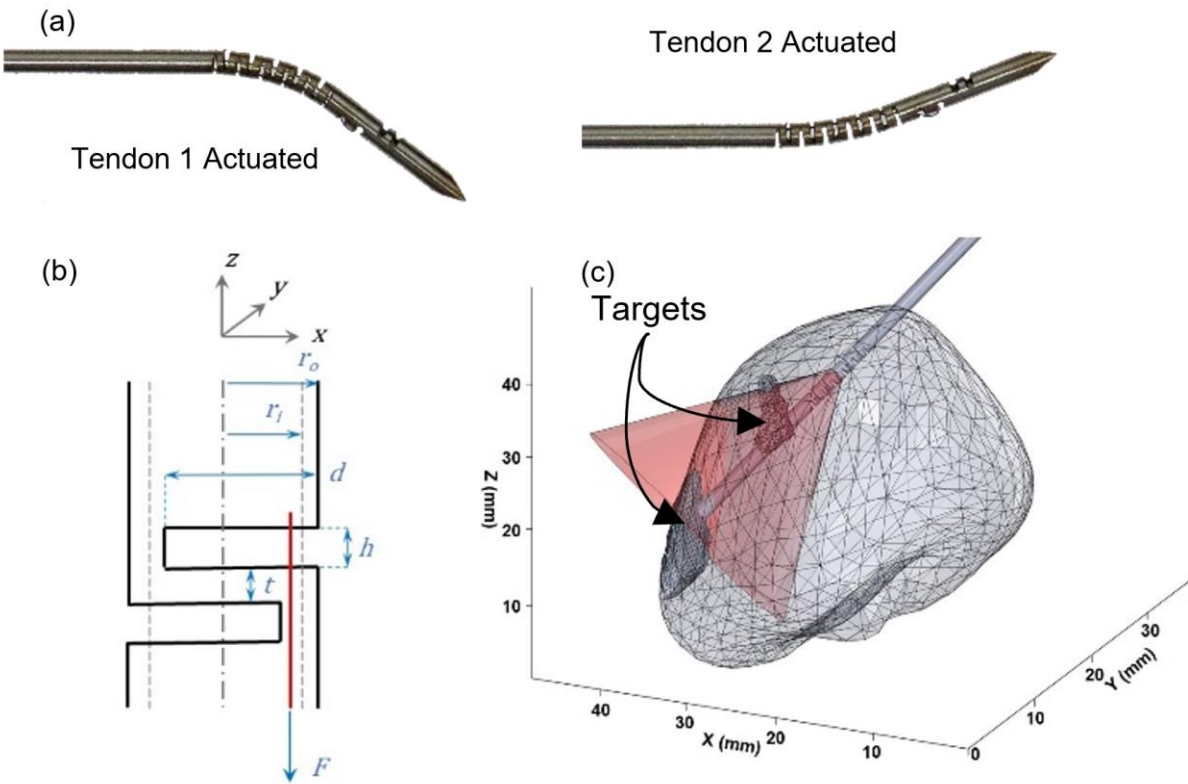 (a)
Tendon 1 Actuated
Tendon 2 Actuated
(b)
z
y
x
r_o
r_i
d
h
t
F
(c)
Targets
40
30
20
10
Z (mm)
40
30
20
10
0
X (mm)
10
20
30
Y (mm)